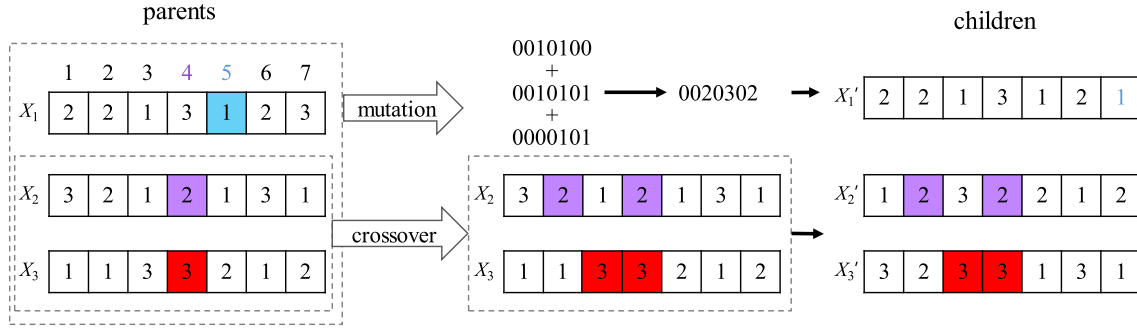 parents
children
1 2 3 4 5 6 7
X1 2 2 1 3 1 2 3
mutation
0010100
+
0010101
+
0000101
0020302
X1′ 2 2 1 3 1 2 1
X2 3 2 1 2 1 3 1
crossover
X3 1 1 3 3 2 1 2
X2 3 2 1 2 1 3 1
X3 1 1 3 3 2 1 2
X2′ 1 2 3 2 2 1 2
X3′ 3 2 3 3 1 3 1